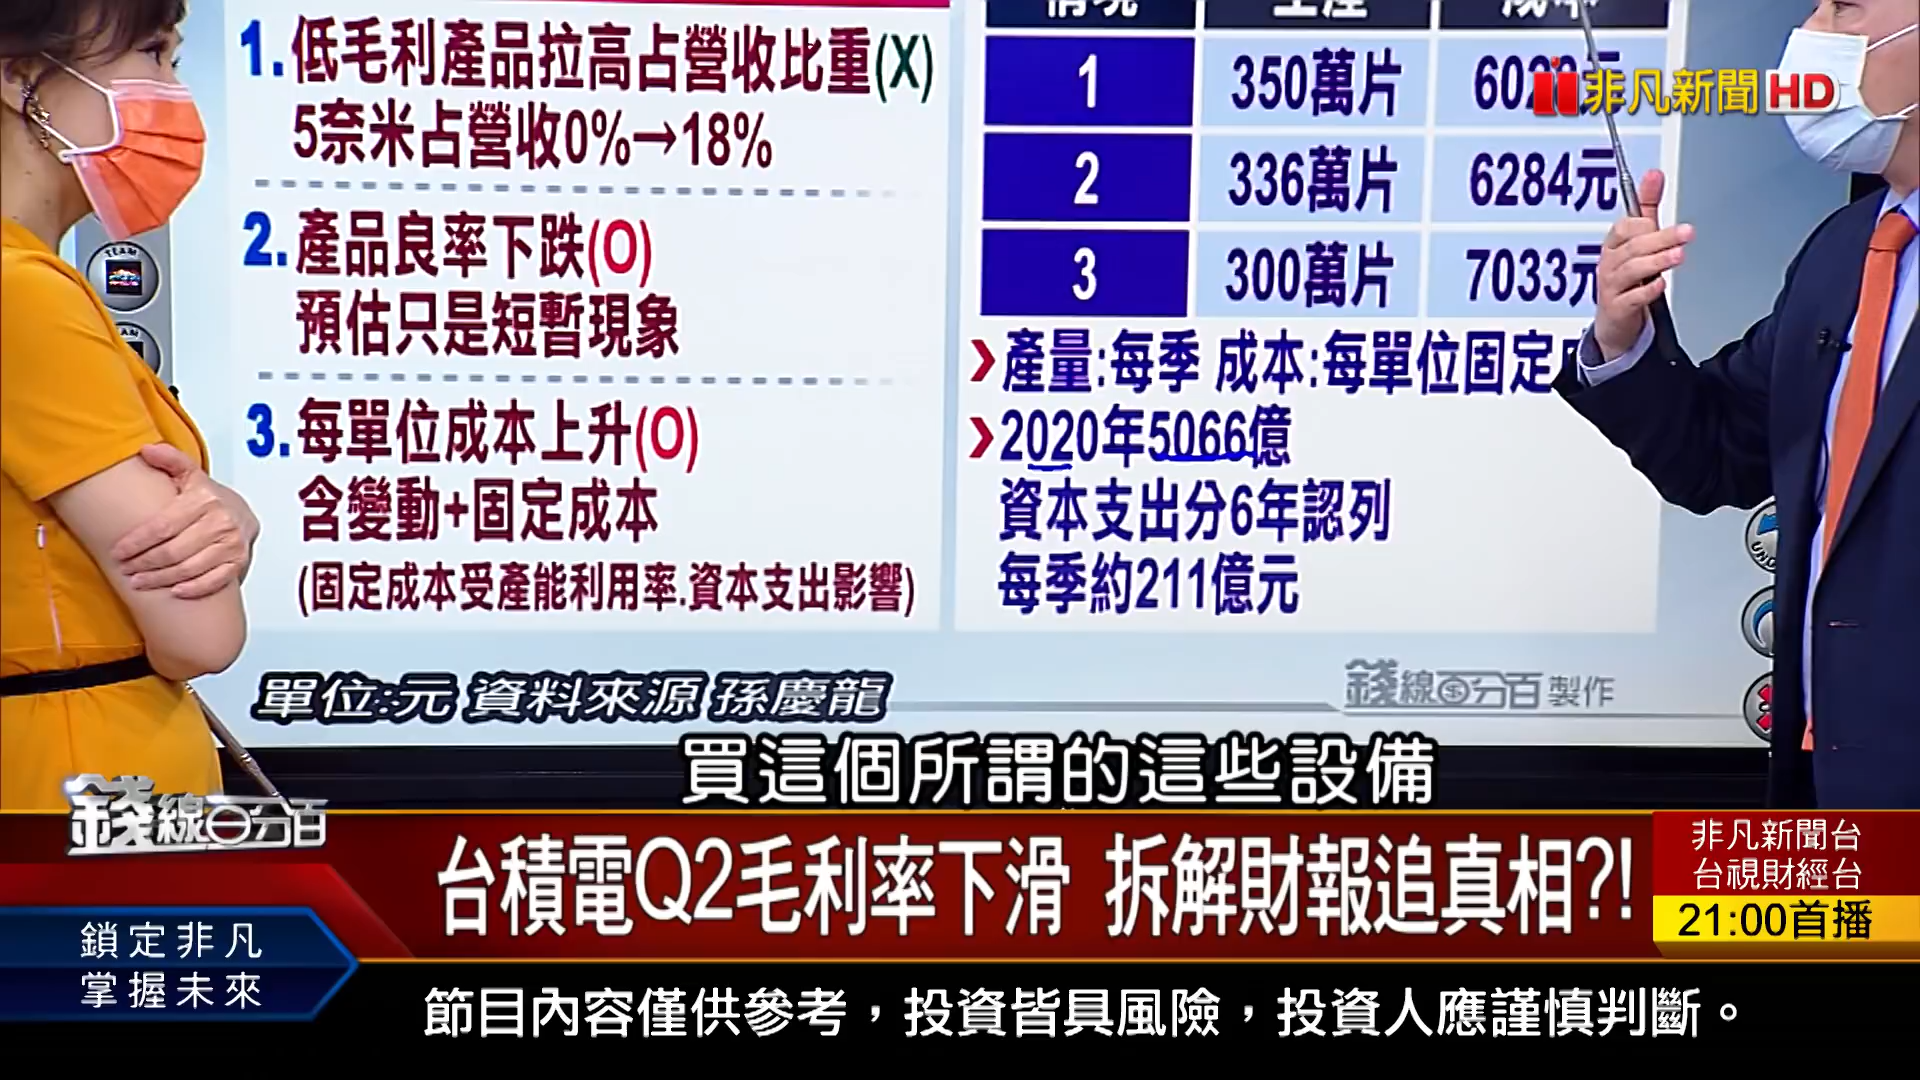 1.低毛利產品拉高占營收比重(X)
5奈米占營收0%→18%
2.產品良率下跌(O)
預估只是短暫現象
3.每單位成本上升(O)
含變動+固定成本
(固定成本受產能利用率.資本支出影響)
情境 生產 成本
1 350萬片
2 336萬片 6284元
3 300萬片 7033元
產量:每季 成本:每單位固定
2020年5066億
資本支出分6年認列
每季約211億元
非凡新聞HD
TEAM
單位:元 資料來源 孫慶龍
錢線百分百 製作
買這個所謂的這些設備
錢線百分百
台積電Q2毛利率下滑 拆解財報追真相?!
非凡新聞台
台視財經台
21:00首播
鎖定非凡
掌握未來
節目內容僅供參考，投資皆具風險，投資人應謹慎判斷。